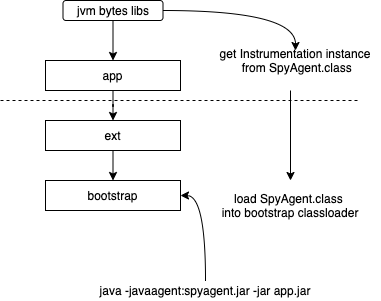 jvm bytes libs
get Instrumentation instance
from SpyAgent.class
app
ext
bootstrap
load SpyAgent.class
into bootstrap classloader
java -javaagent:spyagent.jar -jar app.jar